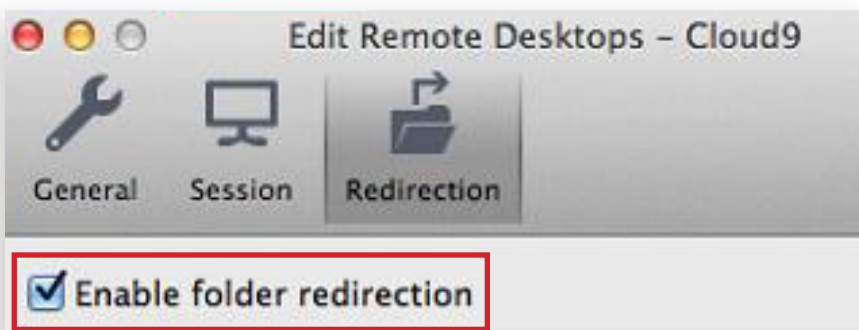 Edit Remote Desktops – Cloud9
General Session Redirection
Enable folder redirection